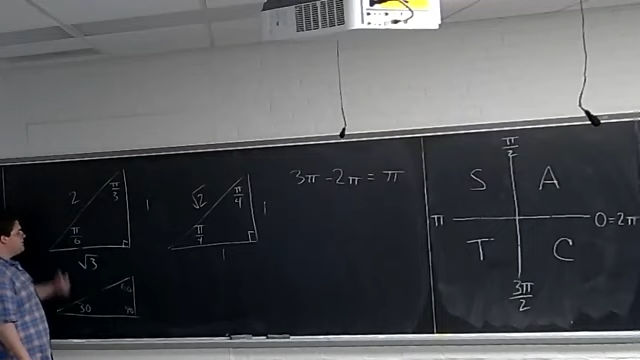 2
π/3
1
π/6
√3
√2
π/4
1
π/4
1
30
60
90
3π - 2π = π
π/2
S
A
π
0 = 2π
T
C
3π/2